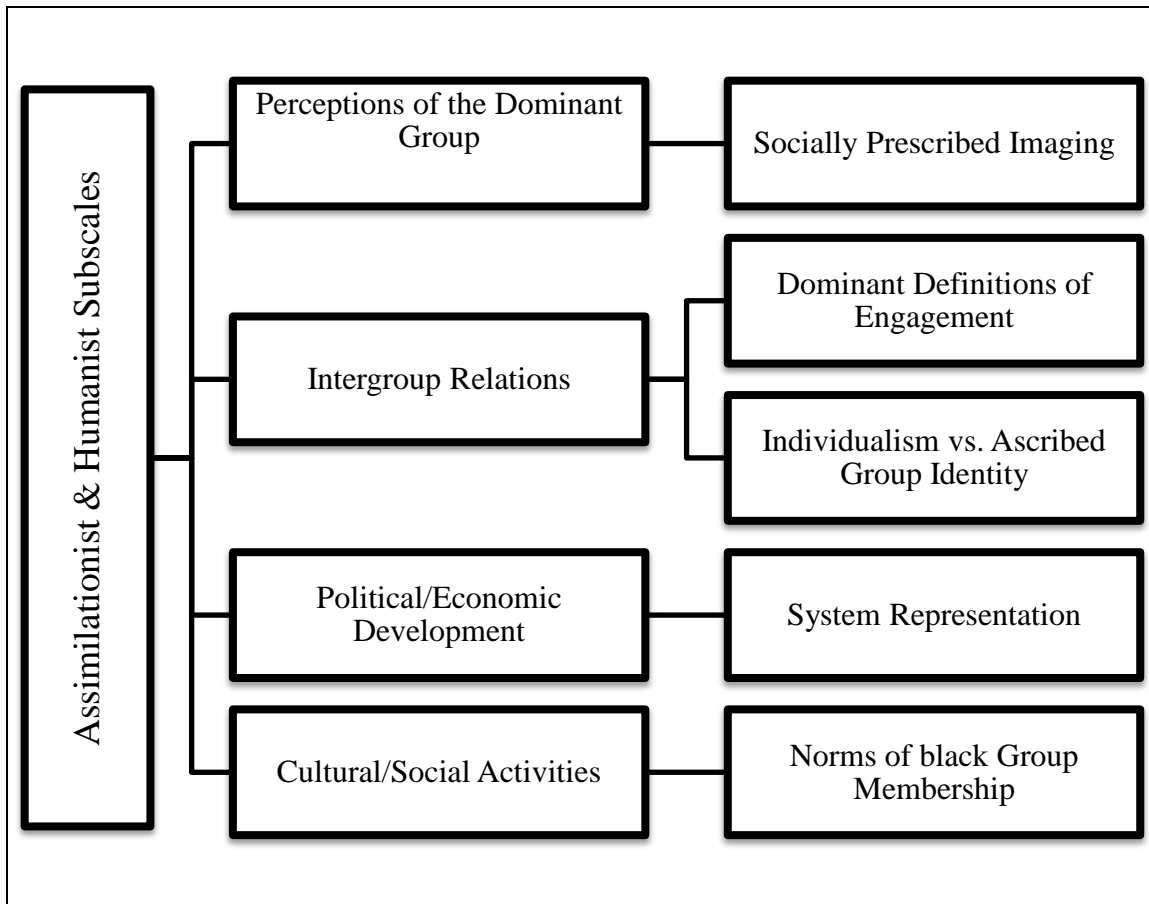 Assimilationist & Humanist Subscales
Perceptions of the Dominant
Group
Socially Prescribed Imaging
Intergroup Relations
Dominant Definitions of
Engagement
Individualism vs. Ascribed
Group Identity
Political/Economic
Development
System Representation
Cultural/Social Activities
Norms of black Group
Membership